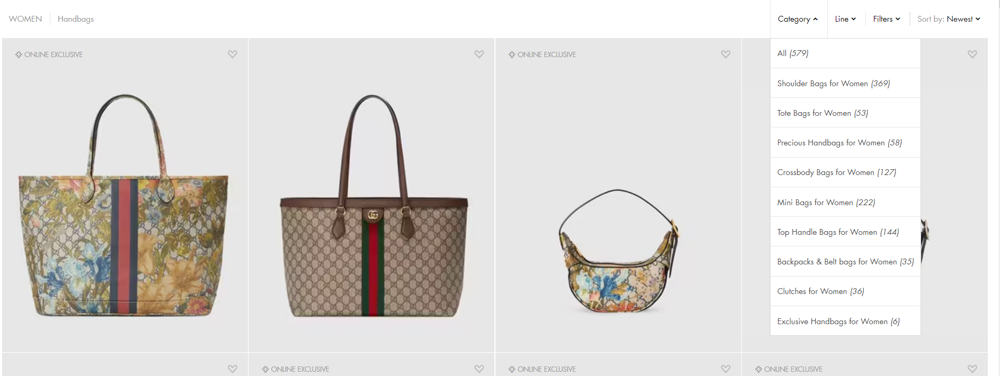 WOMEN
Handbags
Category
Line
Filters
Sort by: Newest
ONLINE EXCLUSIVE
ONLINE EXCLUSIVE
All (579)
Shoulder Bags for Women (369)
Tote Bags for Women (53)
Precious Handbags for Women (58)
Crossbody Bags for Women (127)
Mini Bags for Women (222)
Top Handle Bags for Women (144)
Backpacks & Belt bags for Women (35)
Clutches for Women (36)
Exclusive Handbags for Women (6)
ONLINE EXCLUSIVE
ONLINE EXCLUSIVE
ONLINE EXCLUSIVE